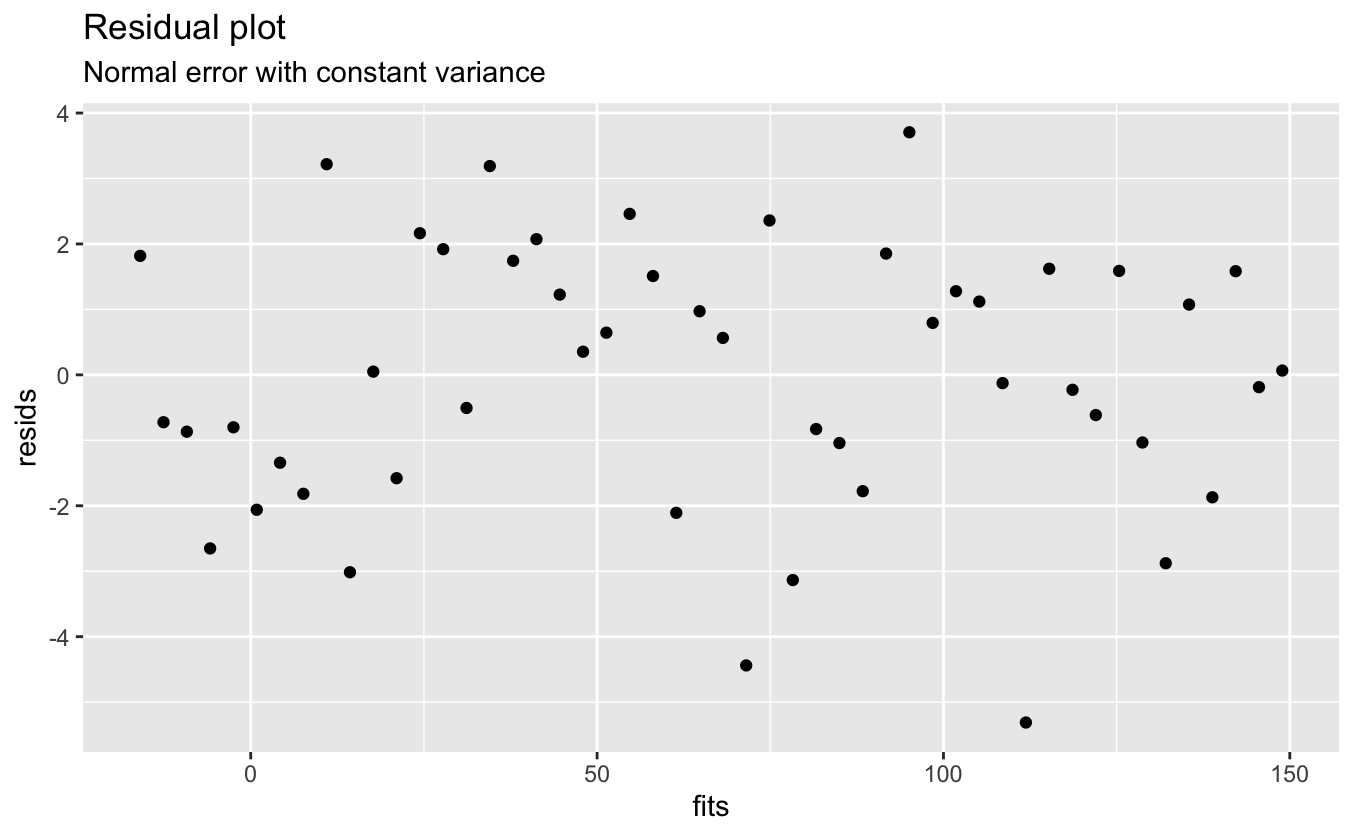 Residual plot
Normal error with constant variance
4
2
0
-2
-4
resids
0 50 100 150
fits